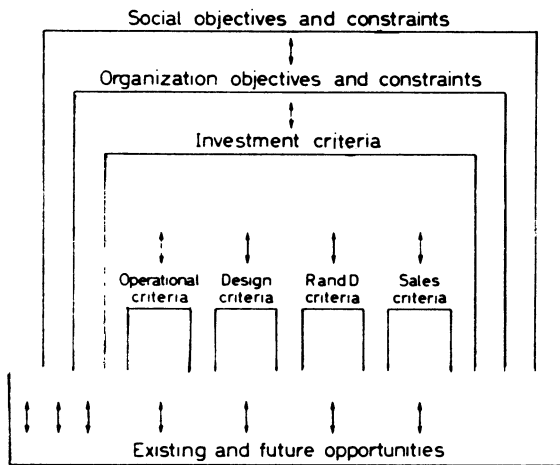 Social objectives and constraints
Organization objectives and constraints
Investment criteria
Operational criteria
Design criteria
R and D criteria
Sales criteria
Existing and future opportunities